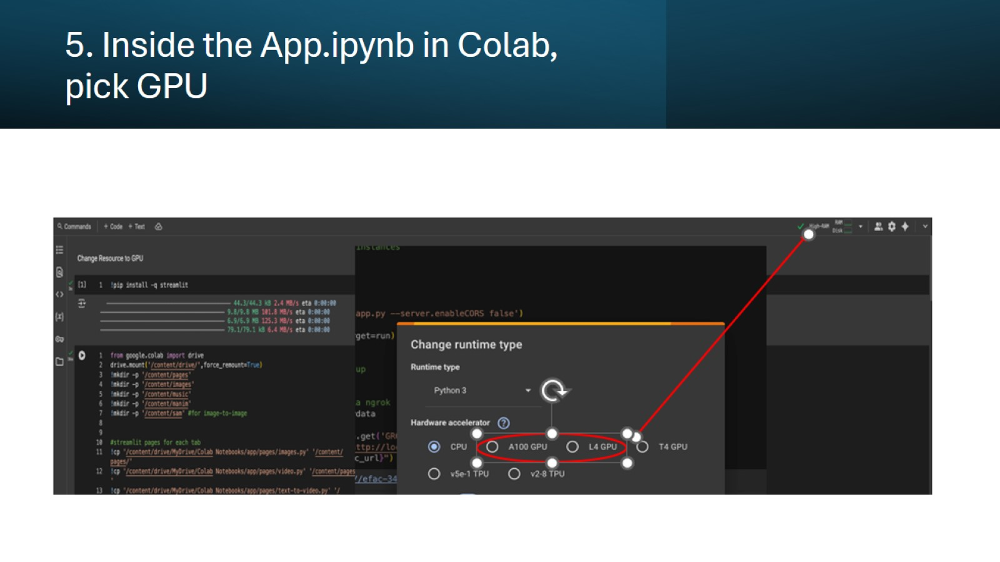 5. Inside the App.ipynb in Colab,
pick GPU
Commands + Code + Text
High-RAM RAM
Disk
Change Resource to GPU
[1] 1 !pip install -q streamlit
44.3/44.3 kB 2.4 MB/s eta 0:00:00
9.8/9.8 MB 101.8 MB/s eta 0:00:00
6.9/6.9 MB 125.3 MB/s eta 0:00:00
79.1/79.1 kB 6.4 MB/s eta 0:00:00
1 from google.colab import drive
2 drive.mount('/content/drive/',force_remount=True)
3 !mkdir -p '/content/pages'
4 !mkdir -p '/content/images'
5 !mkdir -p '/content/music'
6 !mkdir -p '/content/manim'
7 !mkdir -p '/content/sam' #for image-to-image
8
9
10 #streamlit pages for each tab
11 !cp '/content/drive/MyDrive/Colab Notebooks/app/pages/images.py' '/content/
pages/'
12 !cp '/content/drive/MyDrive/Colab Notebooks/app/pages/video.py' '/content/pages
'
13 !cp '/content/drive/MyDrive/Colab Notebooks/app/pages/text-to-video.py' '/
instances
app.py --server.enableCORS false')
get=run)
up
a ngrok
data
.get('GR
ttp://lo
c_url}")
//efac-34
Change runtime type
Runtime type
Python 3
Hardware accelerator ?
CPU A100 GPU L4 GPU T4 GPU
v5e-1 TPU v2-8 TPU